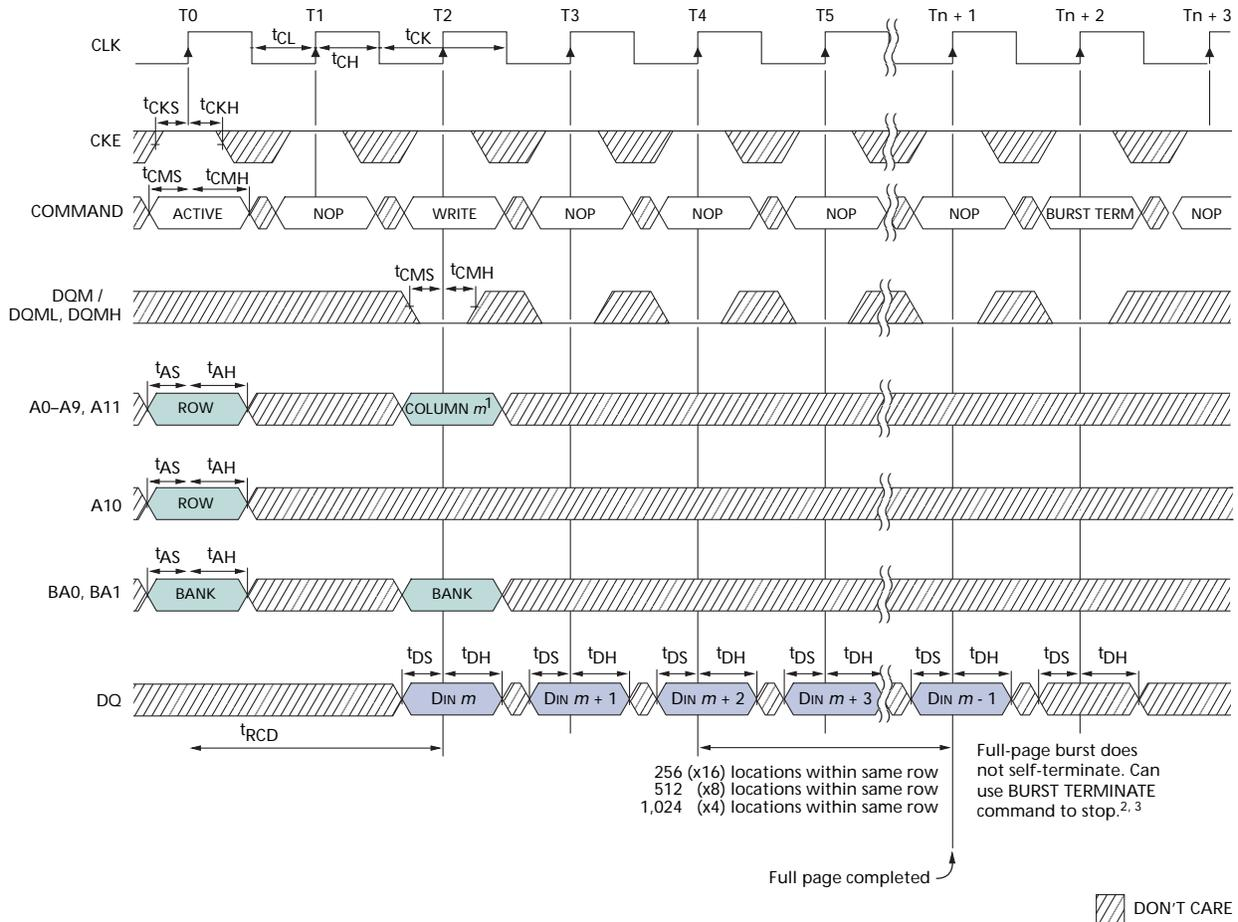 T0 T1 T2 T3 T4 T5 Tn + 1 Tn + 2 Tn + 3
CLK
tCL tCK
tCH
tCKS tCKH
CKE
tCMS tCMH
COMMAND ACTIVE NOP WRITE NOP NOP NOP NOP BURST TERM NOP
tCMS tCMH
DQM /
DQML, DQMH
tAS tAH
A0–A9, A11 ROW COLUMN m1
tAS tAH
A10 ROW
tAS tAH
BA0, BA1 BANK BANK
tDS tDH tDS tDH tDS tDH tDS tDH tDS tDH tDS tDH
DQ DIN m DIN m + 1 DIN m + 2 DIN m + 3 DIN m - 1
tRCD
256 (x16) locations within same row
512 (x8) locations within same row
1,024 (x4) locations within same row
Full-page burst does
not self-terminate. Can
use BURST TERMINATE
command to stop.2, 3
Full page completed
DON'T CARE